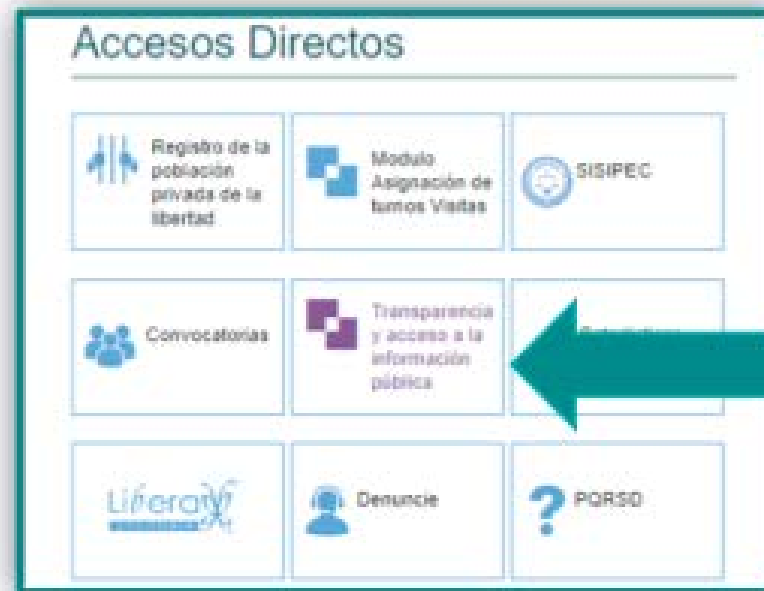 Accesos Directos
Registro de la
población
privada de la
libertad
Modulo
Asignación de
turnos Visitas
SISIPEC
Convocatorias
Transparencia
y acceso a la
información
pública
Liberarte
Denuncie
PQRSD